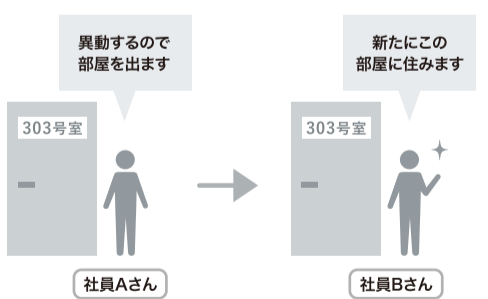 異動するので
部屋を出ます
新たにこの
部屋に住みます
303号室
303号室
社員Aさん
社員Bさん